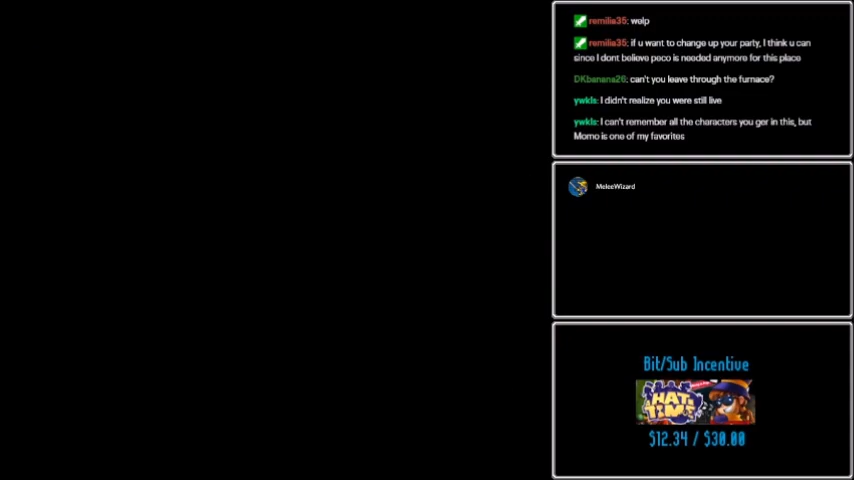 remilia35: welp
remilia35: if u want to change up your party, I think u can
since I dont believe peco is needed anymore for this place
DKbanana26: can't you leave through the furnace?
ywkls: I didn't realize you were still live
ywkls: I can't remember all the characters you ger in this, but
Momo is one of my favorites
MeleeWizard
Bit/Sub Incentive
HAT
TIME
$12.34 / $30.00